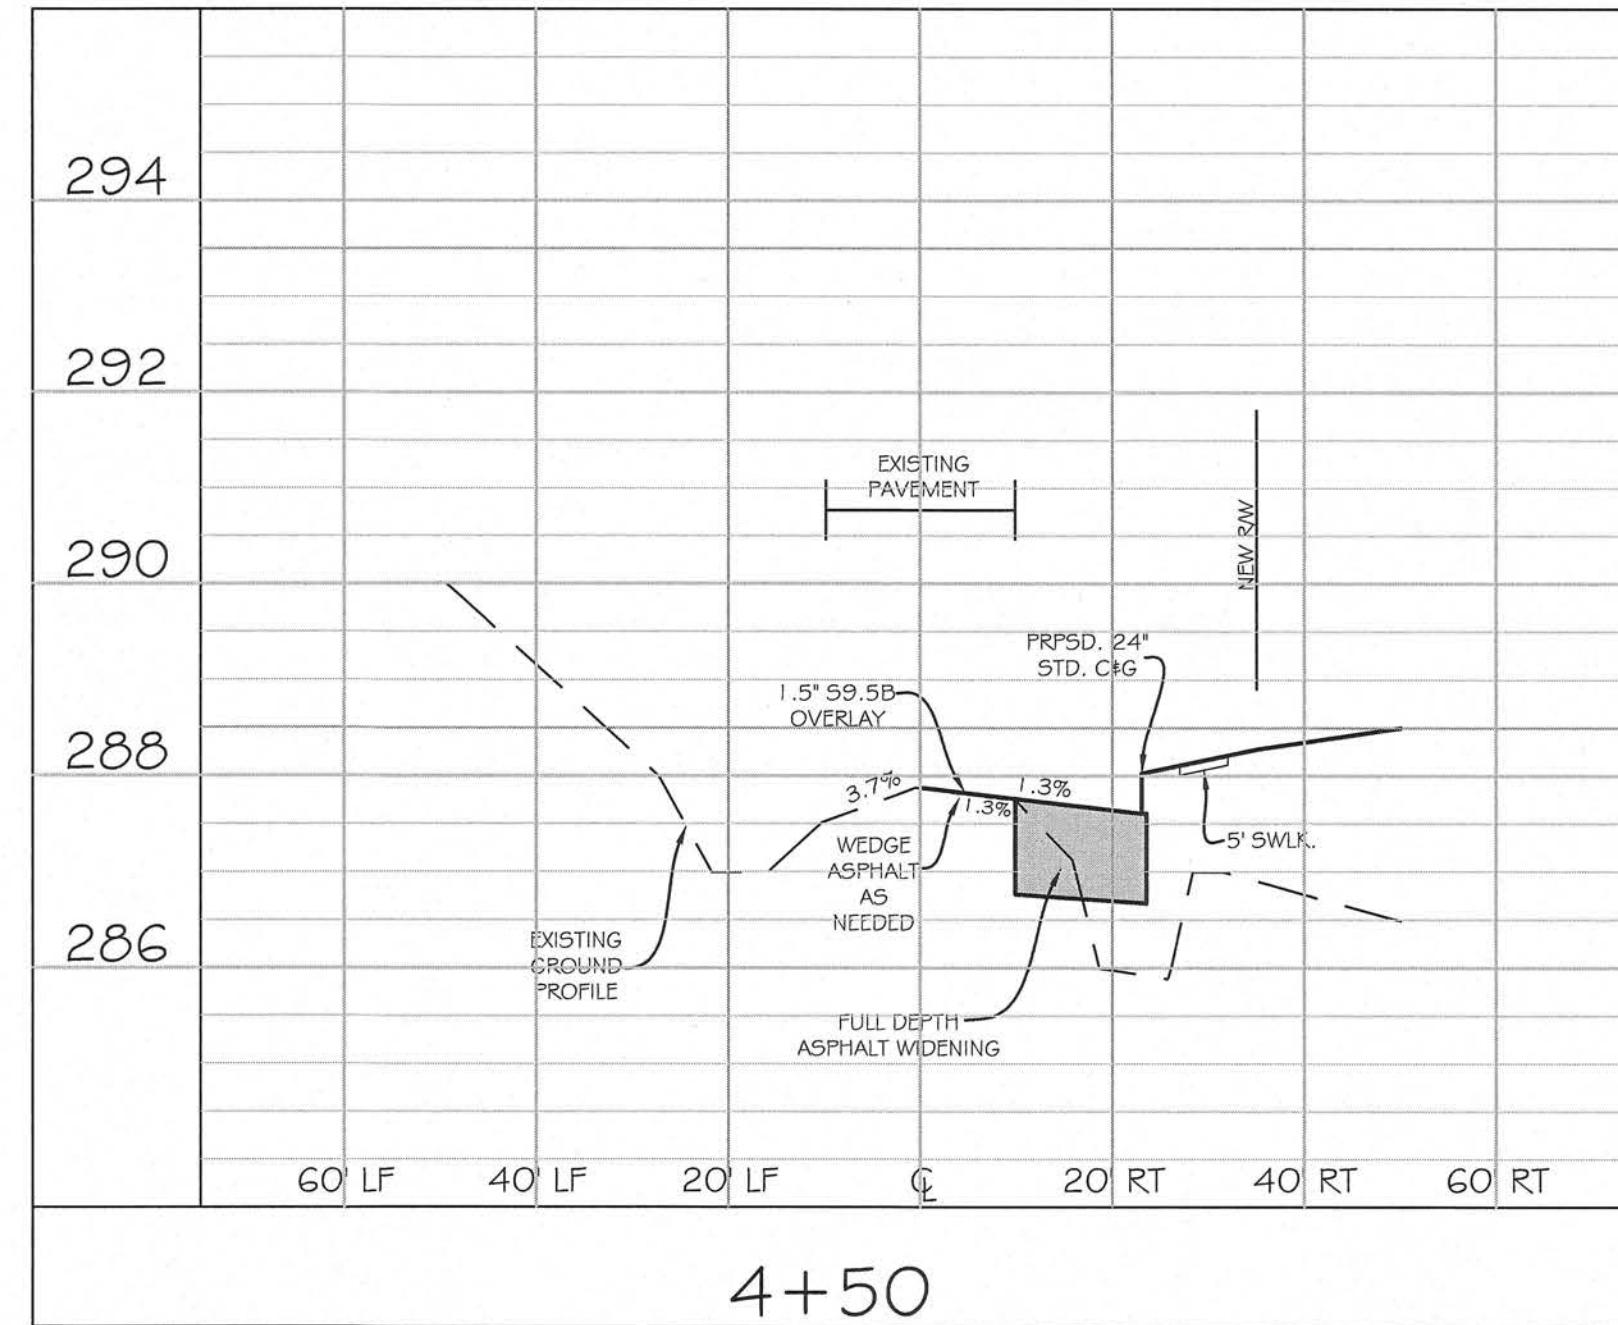 294
292
290
288
286
EXISTING
PAVEMENT
NEW R/W
PRPSD. 24"
STD. C&G
1.5" S9.5B
OVERLAY
3.7%
1.3%
1.3%
WEDGE
ASPHALT
AS
NEEDED
5' SWLK.
EXISTING
GROUND
PROFILE
FULL DEPTH
ASPHALT WIDENING
60' LF
40' LF
20' LF
℄
20' RT
40' RT
60' RT
4+50